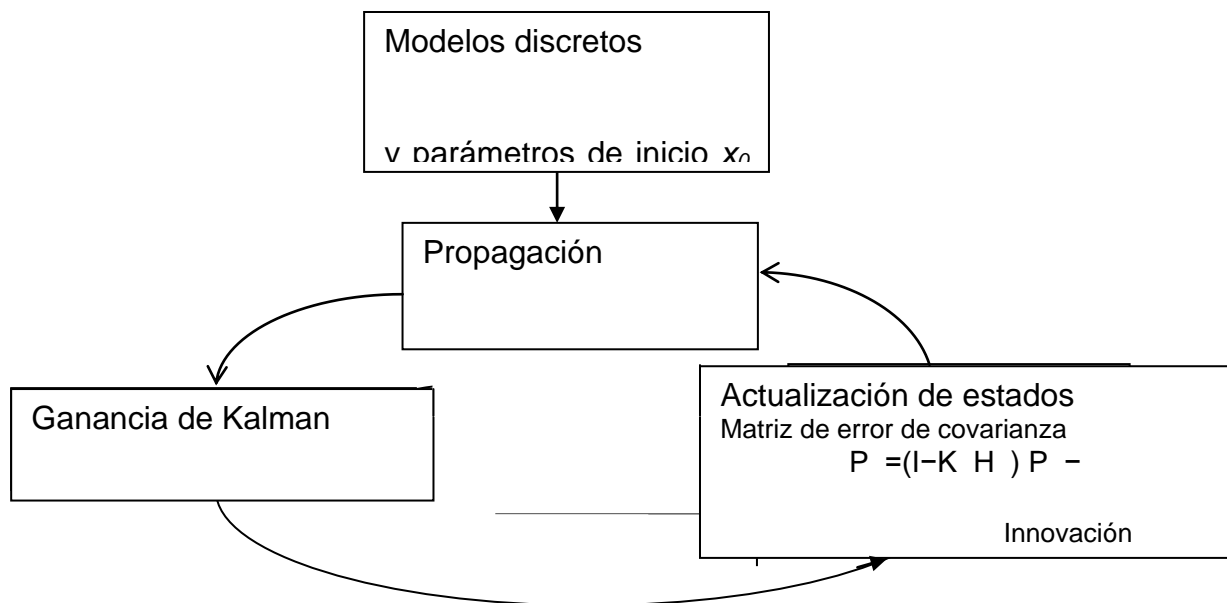 Modelos discretos
y parámetros de inicio x0
Propagación
Ganancia de Kalman
Actualización de estados
Matriz de error de covarianza
P =(I−K H ) P −
Innovación